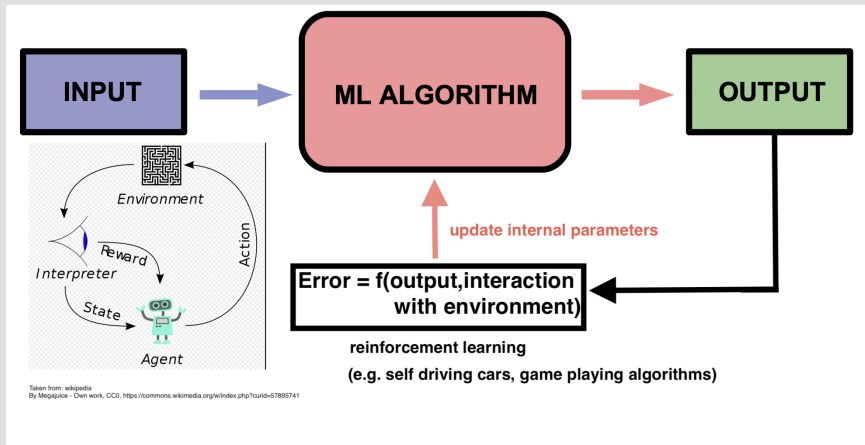 INPUT
ML ALGORITHM
OUTPUT
Environment
Reward
Action
Interpreter
State
Agent
update internal parameters
Error = f(output,interaction
with environment)
reinforcement learning
(e.g. self driving cars, game playing algorithms)
Taken from: wikipedia
By Megajuice - Own work, CC0, https://commons.wikimedia.org/w/index.php?curid=57895741